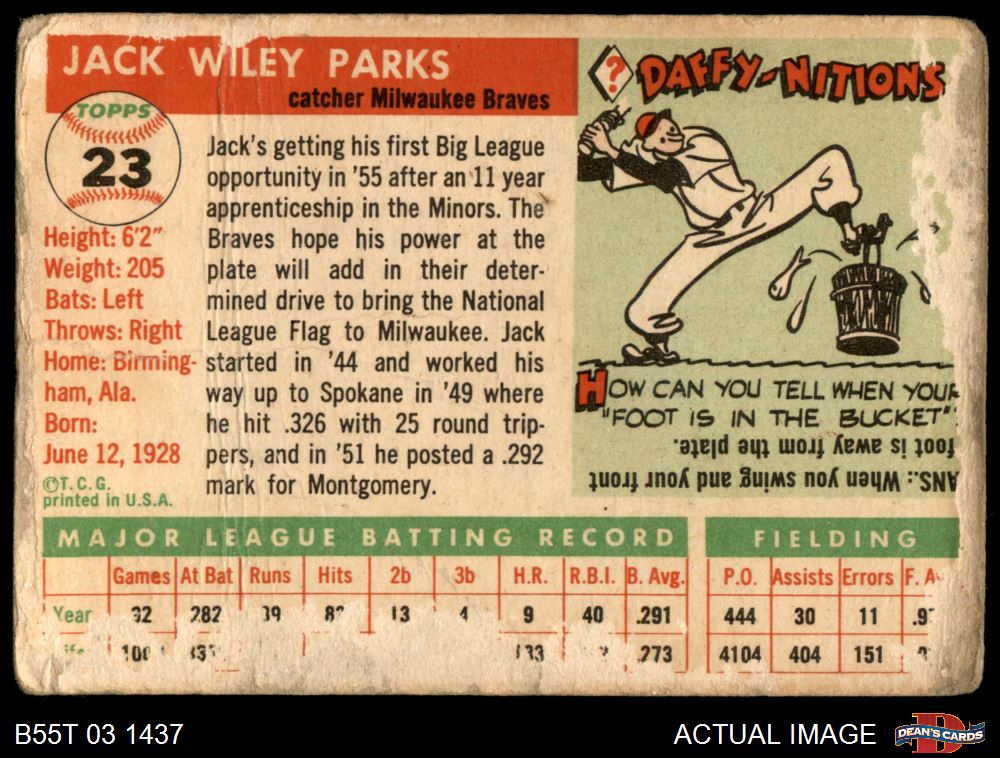 JACK WILEY PARKS
catcher Milwaukee Braves
TOPPS
23
Height: 6'2"
Weight: 205
Bats: Left
Throws: Right
Home: Birming-
ham, Ala.
Born:
June 12, 1928
©T.C.G.
printed in U.S.A.
Jack's getting his first Big League
opportunity in '55 after an 11 year
apprenticeship in the Minors. The
Braves hope his power at the
plate will add in their deter-
mined drive to bring the National
League Flag to Milwaukee. Jack
started in '44 and worked his
way up to Spokane in '49 where
he hit .326 with 25 round trip-
pers, and in '51 he posted a .292
mark for Montgomery.
? DAFFY-NITIONS
HOW CAN YOU TELL WHEN YOUR
"FOOT IS IN THE BUCKET"
ANS.: When you swing and your front
foot is away from the plate.
MAJOR LEAGUE BATTING RECORD FIELDING
Games At Bat Runs Hits 2b 3b H.R. R.B.I. B. Avg. P.O. Assists Errors
Year 282 13 4 9 40 .291 444 30 11
.273 4104 404 151
B55T 03 1437
ACTUAL IMAGE
DEAN'S CARDS